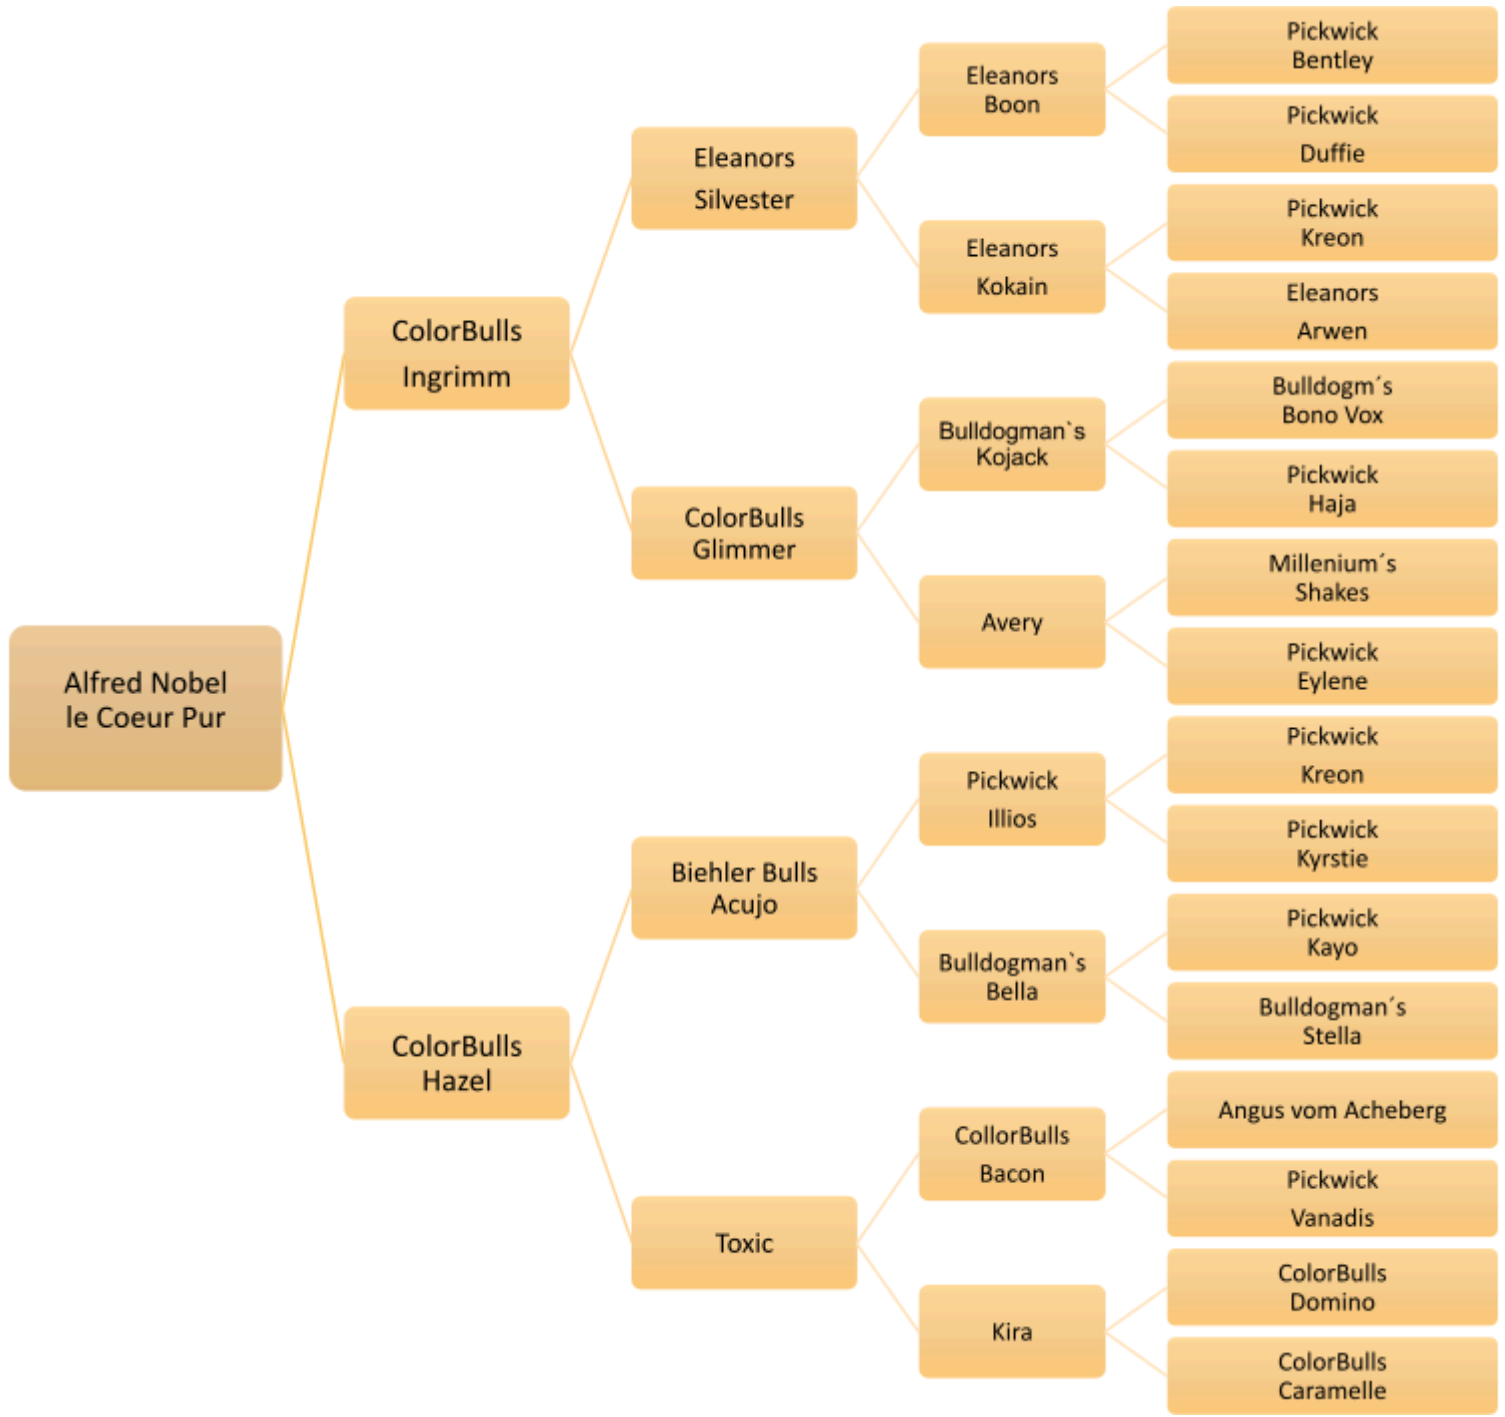 Alfred Nobel
le Coeur Pur
ColorBulls
Ingrimm
ColorBulls
Hazel
Eleanors
Silvester
ColorBulls
Glimmer
Biehler Bulls
Acujo
Toxic
Eleanors
Boon
Eleanors
Kokain
Bulldogman`s
Kojack
Avery
Pickwick
Illios
Bulldogman`s
Bella
CollorBulls
Bacon
Kira
Pickwick
Bentley
Pickwick
Duffie
Pickwick
Kreon
Eleanors
Arwen
Bulldogm´s
Bono Vox
Pickwick
Haja
Millenium´s
Shakes
Pickwick
Eylene
Pickwick
Kreon
Pickwick
Kyrstie
Pickwick
Kayo
Bulldogman´s
Stella
Angus vom Acheberg
Pickwick
Vanadis
ColorBulls
Domino
ColorBulls
Caramelle